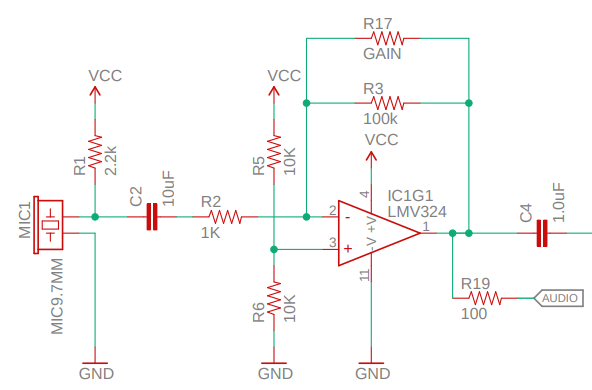 R17
GAIN
VCC
VCC
R3
100k
VCC
R1
2.2k
R5
10K
C2
10uF
R2
1K
4
IC1G1
LMV324
2
-
3
+
-V +V
1
11
MIC1
MIC9.7MM
C4
1.0uF
R6
10K
R19
100
AUDIO
GND
GND
GND